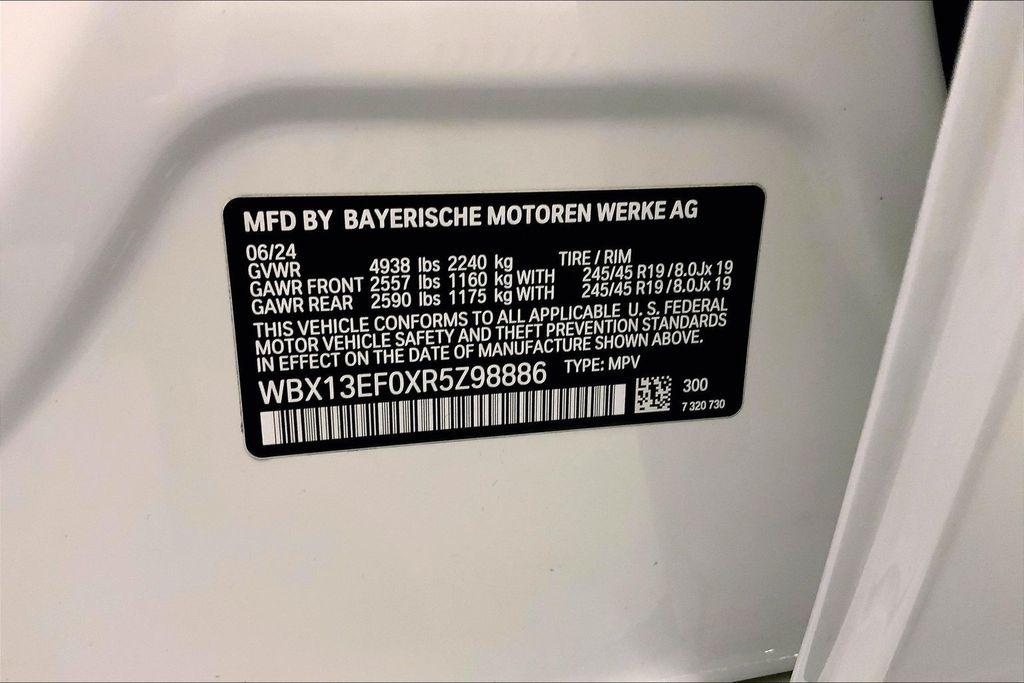 MFD BY BAYERISCHE MOTOREN WERKE AG
06/24
GVWR 4938 lbs 2240 kg TIRE / RIM
GAWR FRONT 2557 lbs 1160 kg WITH 245/45 R19 / 8.0Jx 19
GAWR REAR 2590 lbs 1175 kg WITH 245/45 R19 / 8.0Jx 19
THIS VEHICLE CONFORMS TO ALL APPLICABLE U. S. FEDERAL
MOTOR VEHICLE SAFETY AND THEFT PREVENTION STANDARDS
IN EFFECT ON THE DATE OF MANUFACTURE SHOWN ABOVE.
WBX13EF0XR5Z98886 TYPE: MPV
300
7 320 730